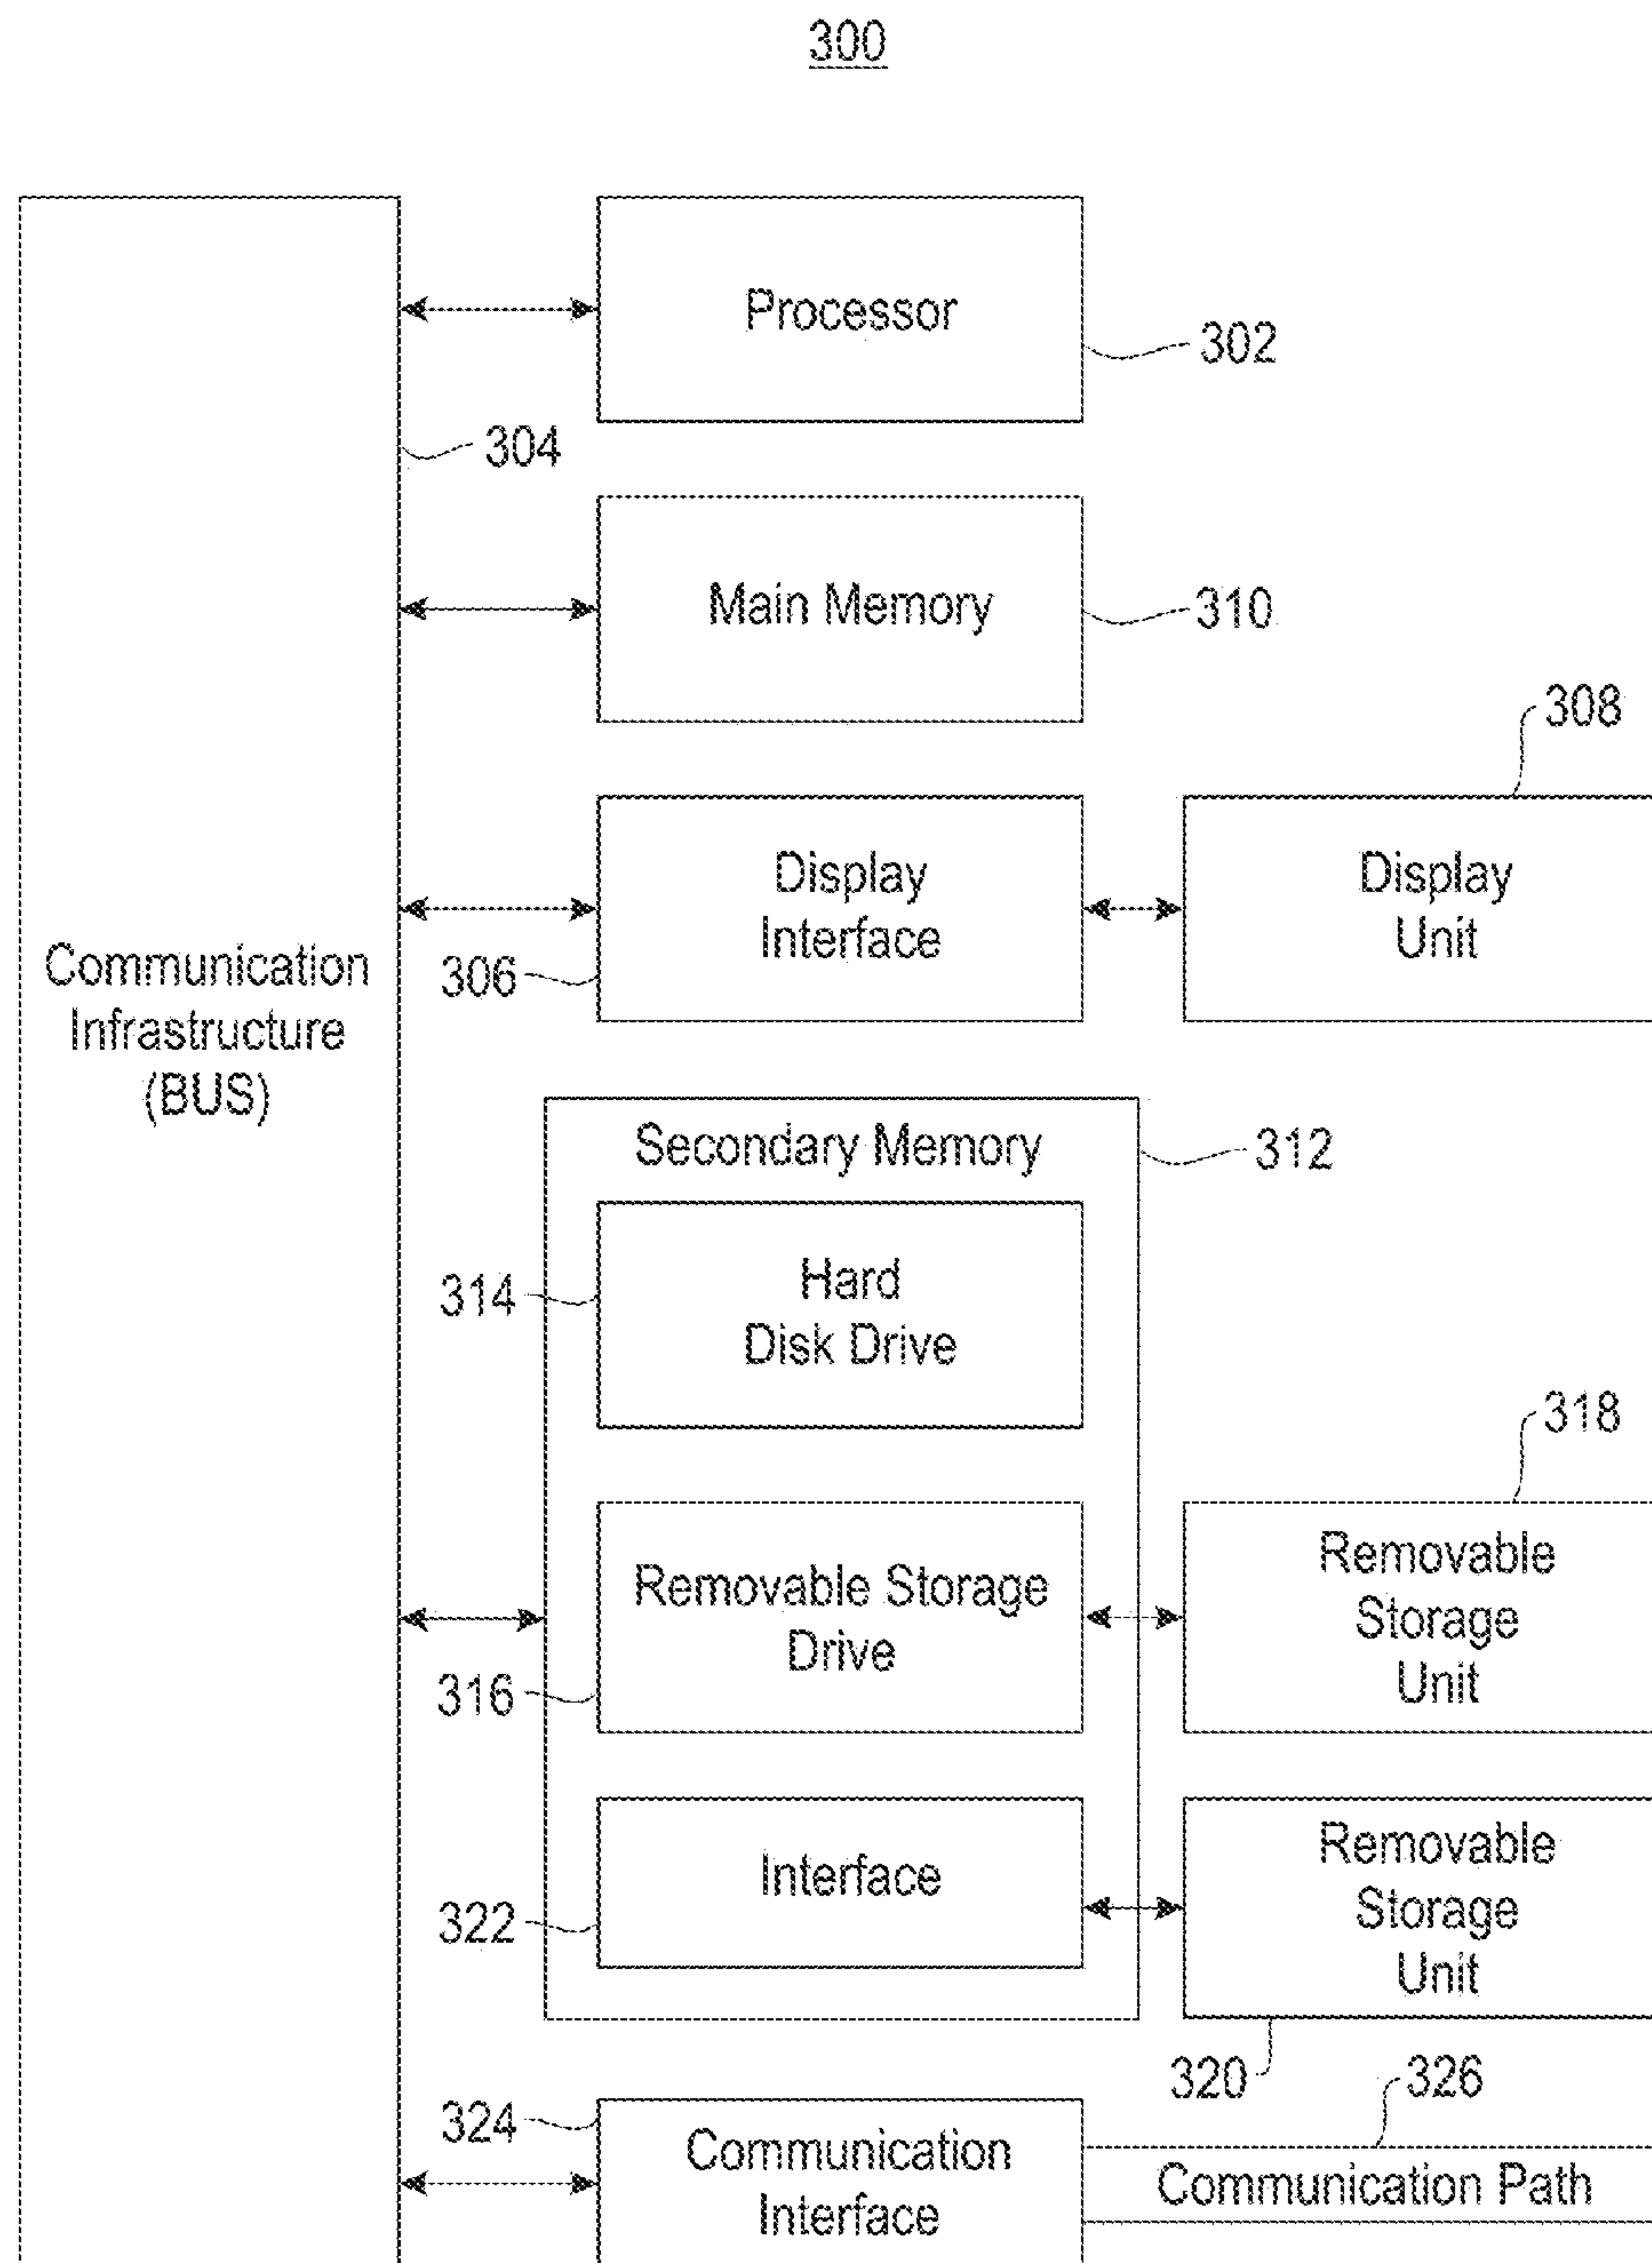 300
Processor
302
304
Main Memory
310
308
Display
Interface
306
Display
Unit
Communication
Infrastructure
(BUS)
Secondary Memory
312
Hard
Disk Drive
314
318
Removable Storage
Drive
316
Removable
Storage
Unit
Interface
322
Removable
Storage
Unit
320
326
324
Communication
Interface
Communication Path